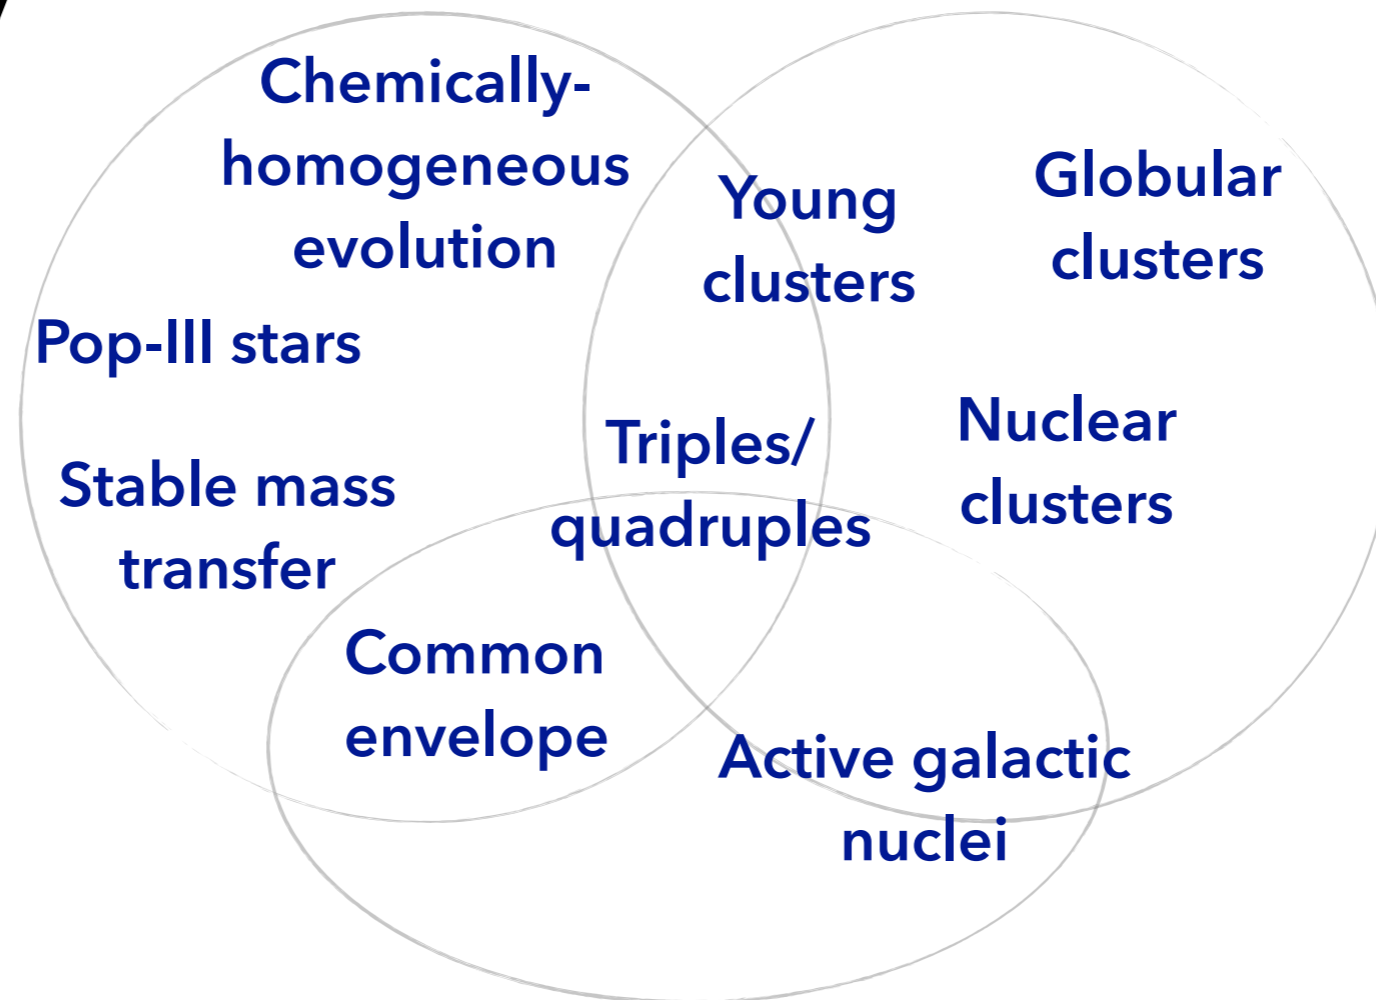 Chemically-
homogeneous
evolution
Young
clusters
Globular
clusters
Pop-III stars
Triples/
quadruples
Nuclear
clusters
Stable mass
transfer
Common
envelope
Active galactic
nuclei